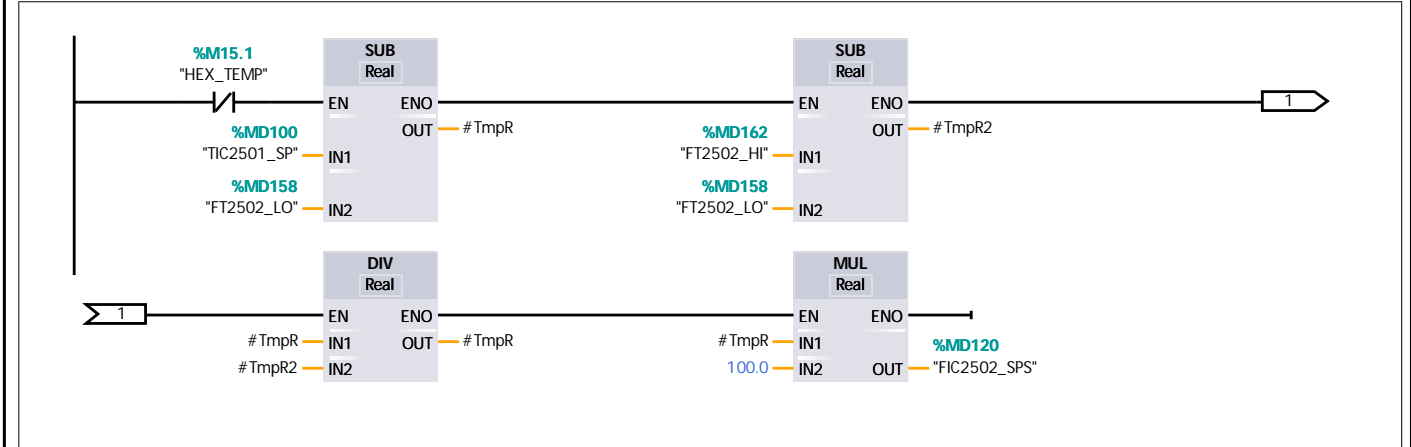 %M15.1
"HEX_TEMP"
SUB
Real
EN
ENO
%MD100
"TIC2501_SP"
IN1
OUT
#TmpR
%MD158
"FT2502_LO"
IN2
SUB
Real
EN
ENO
%MD162
"FT2502_HI"
IN1
OUT
#TmpR2
%MD158
"FT2502_LO"
IN2
1
1
DIV
Real
EN
ENO
#TmpR
IN1
OUT
#TmpR
#TmpR2
IN2
MUL
Real
EN
ENO
#TmpR
IN1
100.0
IN2
OUT
%MD120
"FIC2502_SPS"